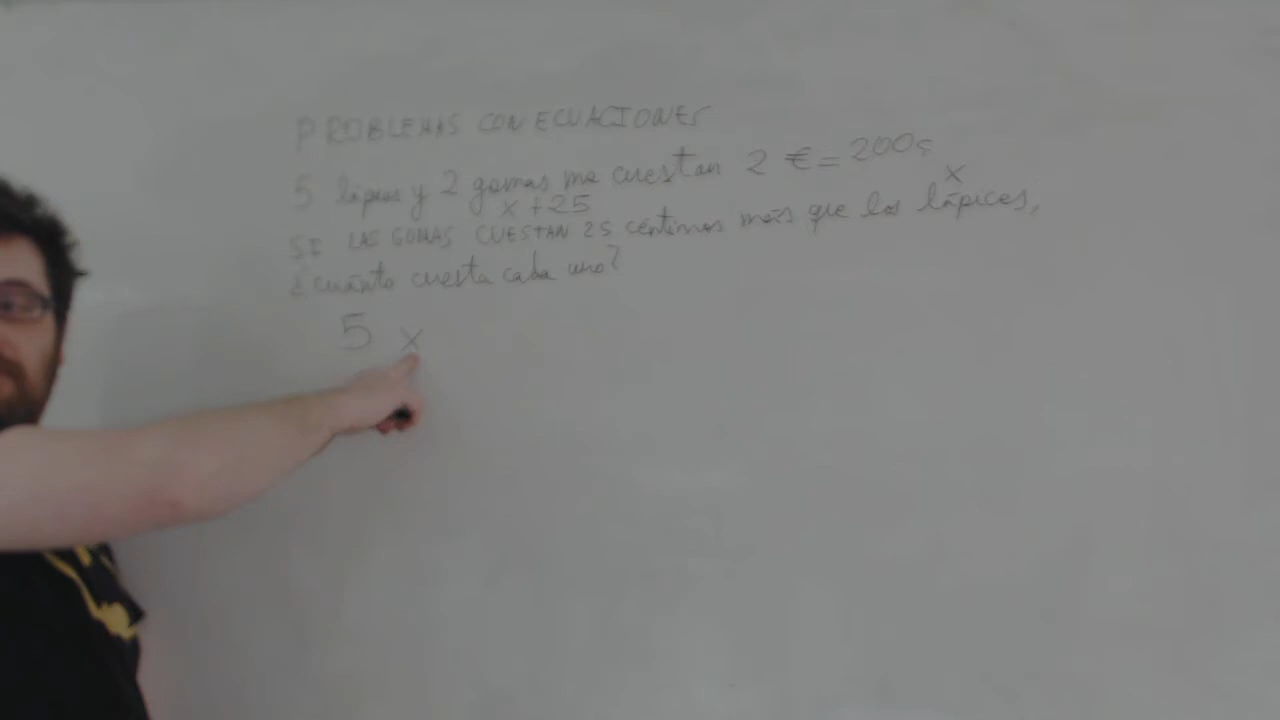 PROBLEMAS CON ECUACIONES
5 lápices y 2 gomas me cuestan 2 € = 200c
x + 25
x
SI LAS GOMAS CUESTAN 25 céntimos más que los lápices,
¿cuánto cuesta cada uno?
5 x